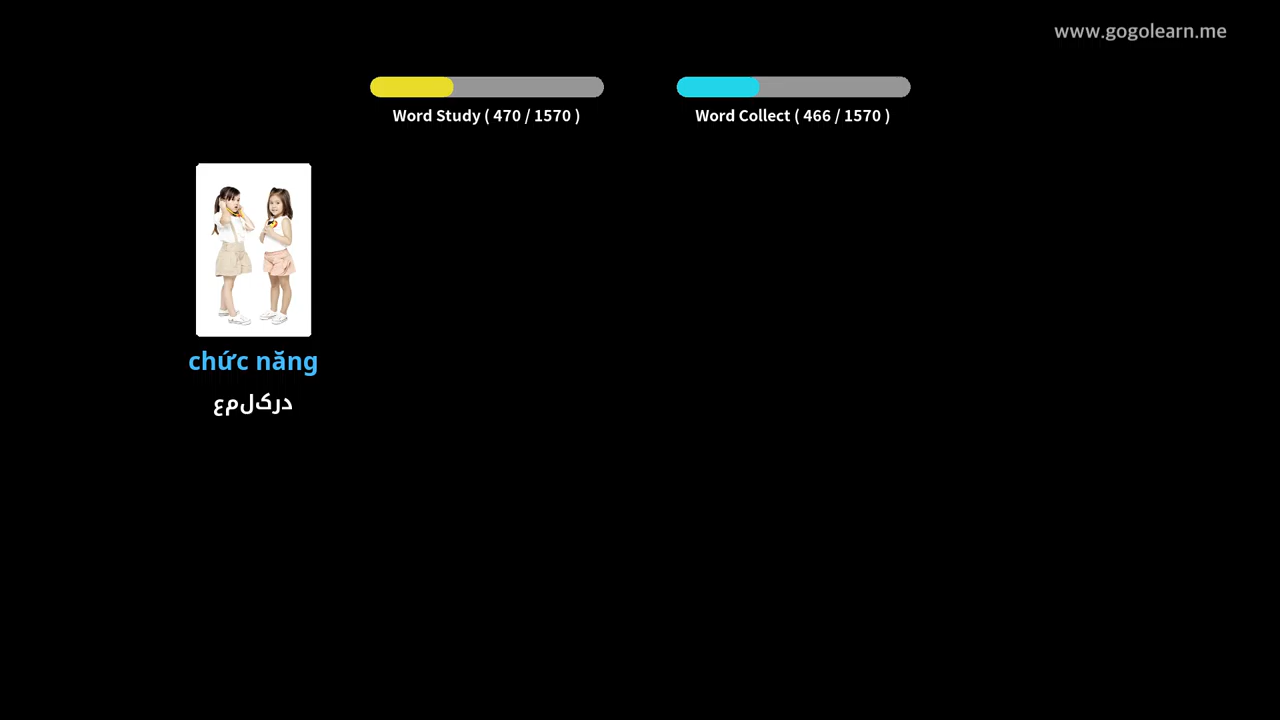 www.gogolearn.me
Word Study ( 470 / 1570 )
Word Collect ( 466 / 1570 )
chức năng
درکلمع